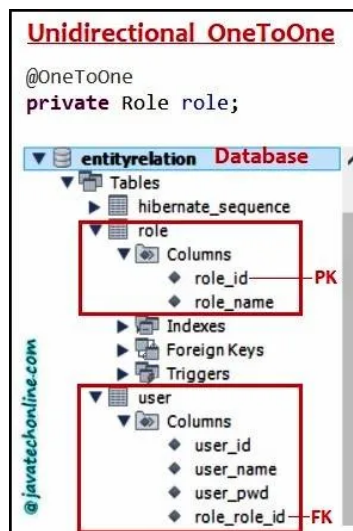 Unidirectional OneToOne
@OneToOne
private Role role;
entityrelation Database
Tables
hibernate_sequence
role
Columns
role_id PK
role_name
Indexes
Foreign Keys
Triggers
user
Columns
user_id
user_name
user_pwd
role_role_id FK
@javatechonline.com